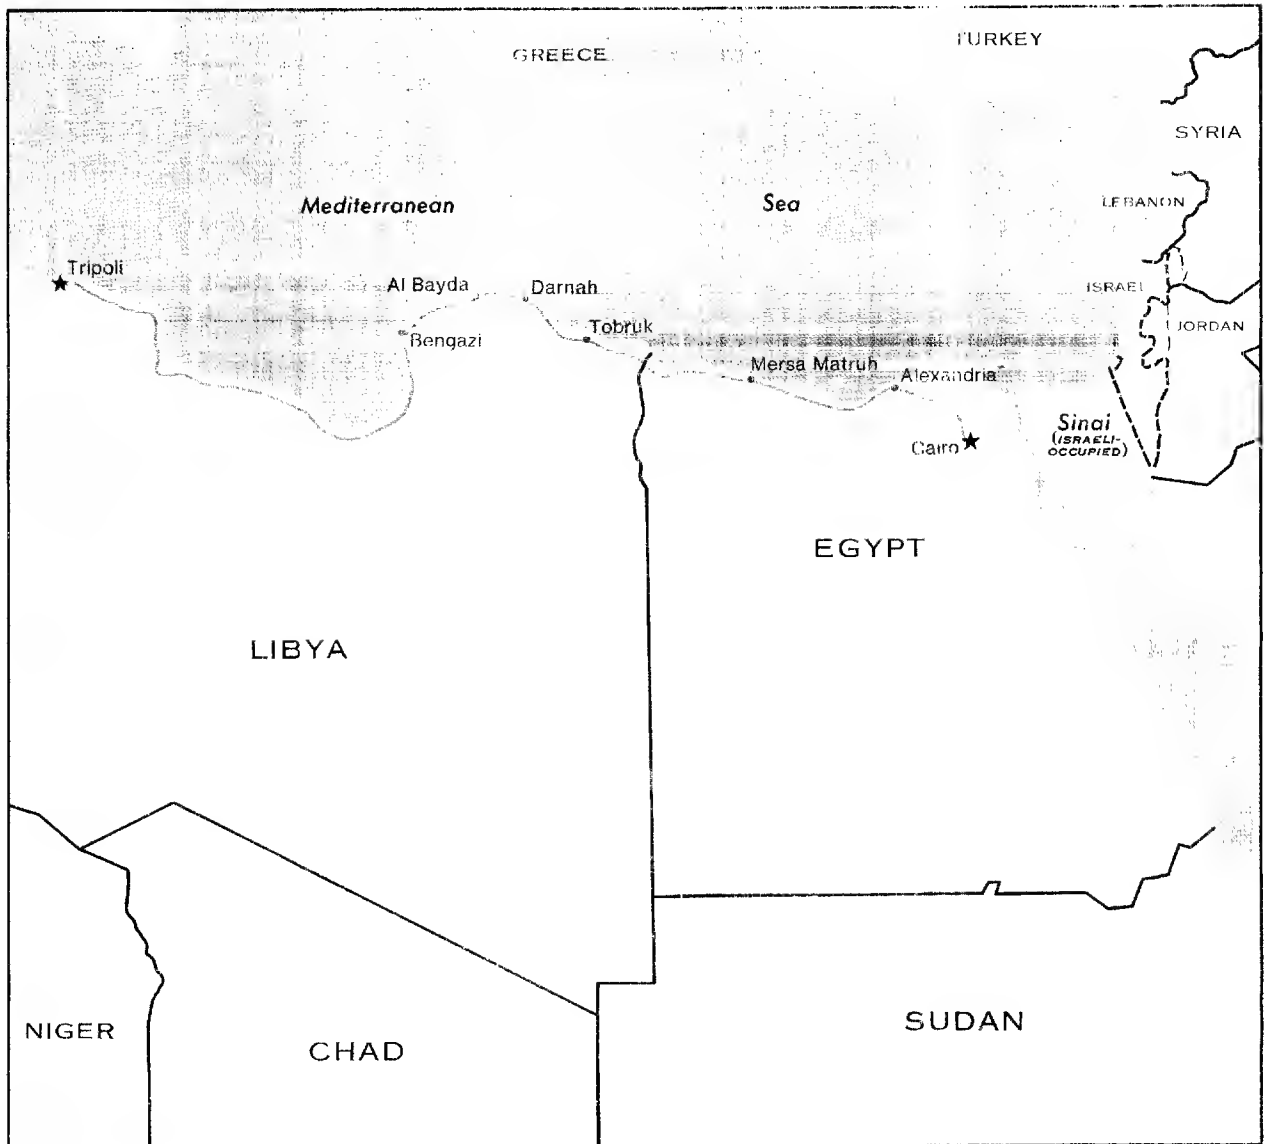 GREECE
TURKEY
SYRIA
Mediterranean
Sea
LEBANON
Tripoli
Al Bayda
Darnah
ISRAEL
Bengazi
Tobruk
JORDAN
Mersa Matruh
Alexandria
Cairo
Sinai
(ISRAELI-
OCCUPIED)
EGYPT
LIBYA
NIGER
CHAD
SUDAN